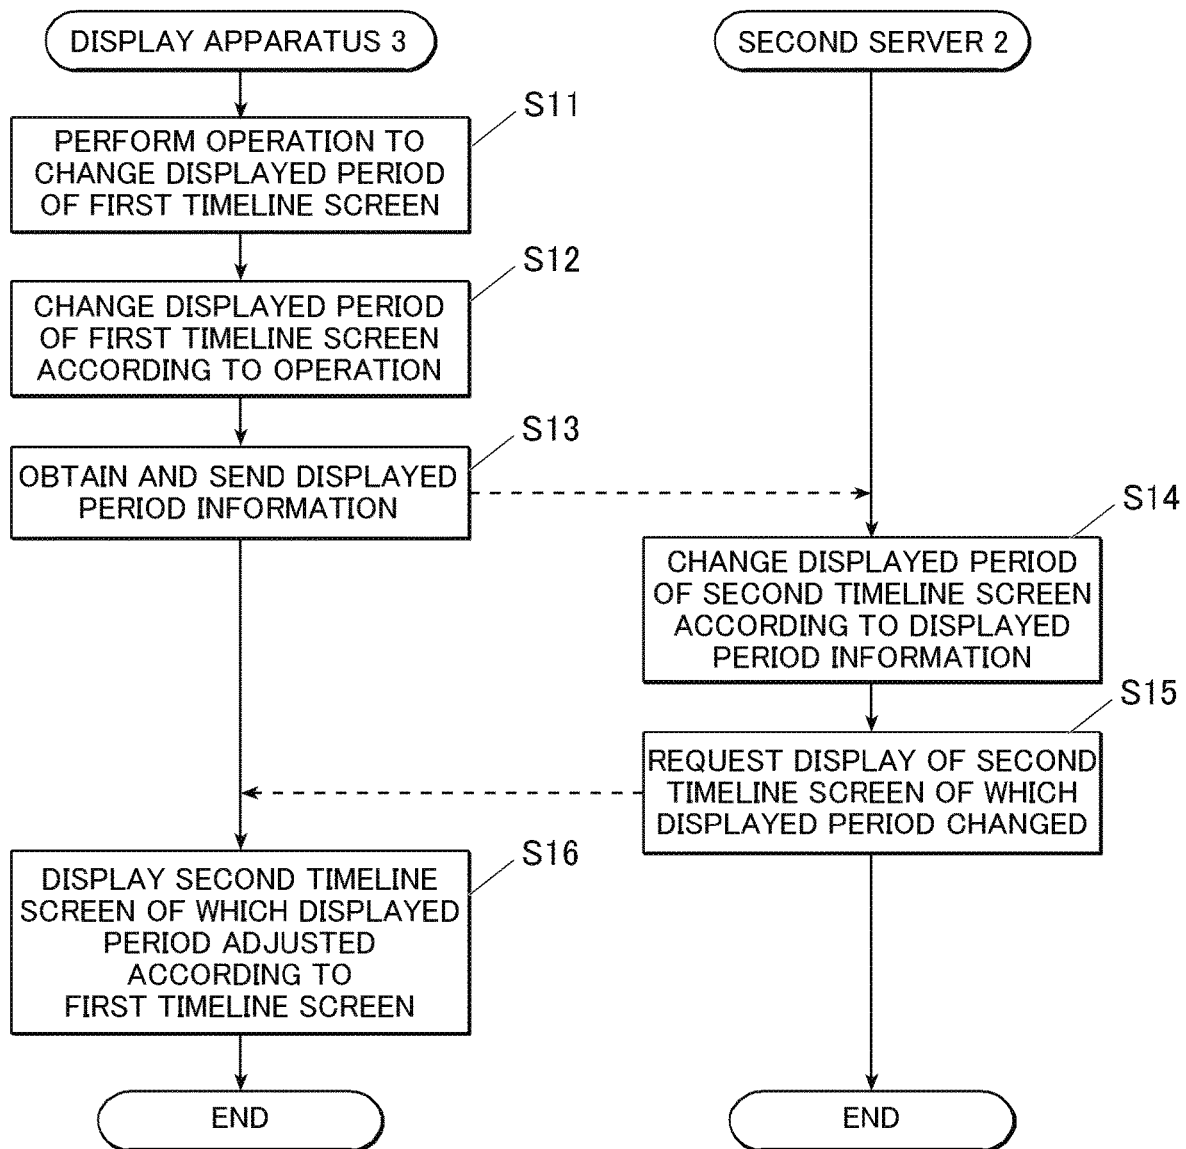 DISPLAY APPARATUS 3
SECOND SERVER 2
S11
PERFORM OPERATION TO
CHANGE DISPLAYED PERIOD
OF FIRST TIMELINE SCREEN
S12
CHANGE DISPLAYED PERIOD
OF FIRST TIMELINE SCREEN
ACCORDING TO OPERATION
S13
OBTAIN AND SEND DISPLAYED
PERIOD INFORMATION
S14
CHANGE DISPLAYED PERIOD
OF SECOND TIMELINE SCREEN
ACCORDING TO DISPLAYED
PERIOD INFORMATION
S15
REQUEST DISPLAY OF SECOND
TIMELINE SCREEN OF WHICH
DISPLAYED PERIOD CHANGED
S16
DISPLAY SECOND TIMELINE
SCREEN OF WHICH DISPLAYED
PERIOD ADJUSTED
ACCORDING TO
FIRST TIMELINE SCREEN
END
END